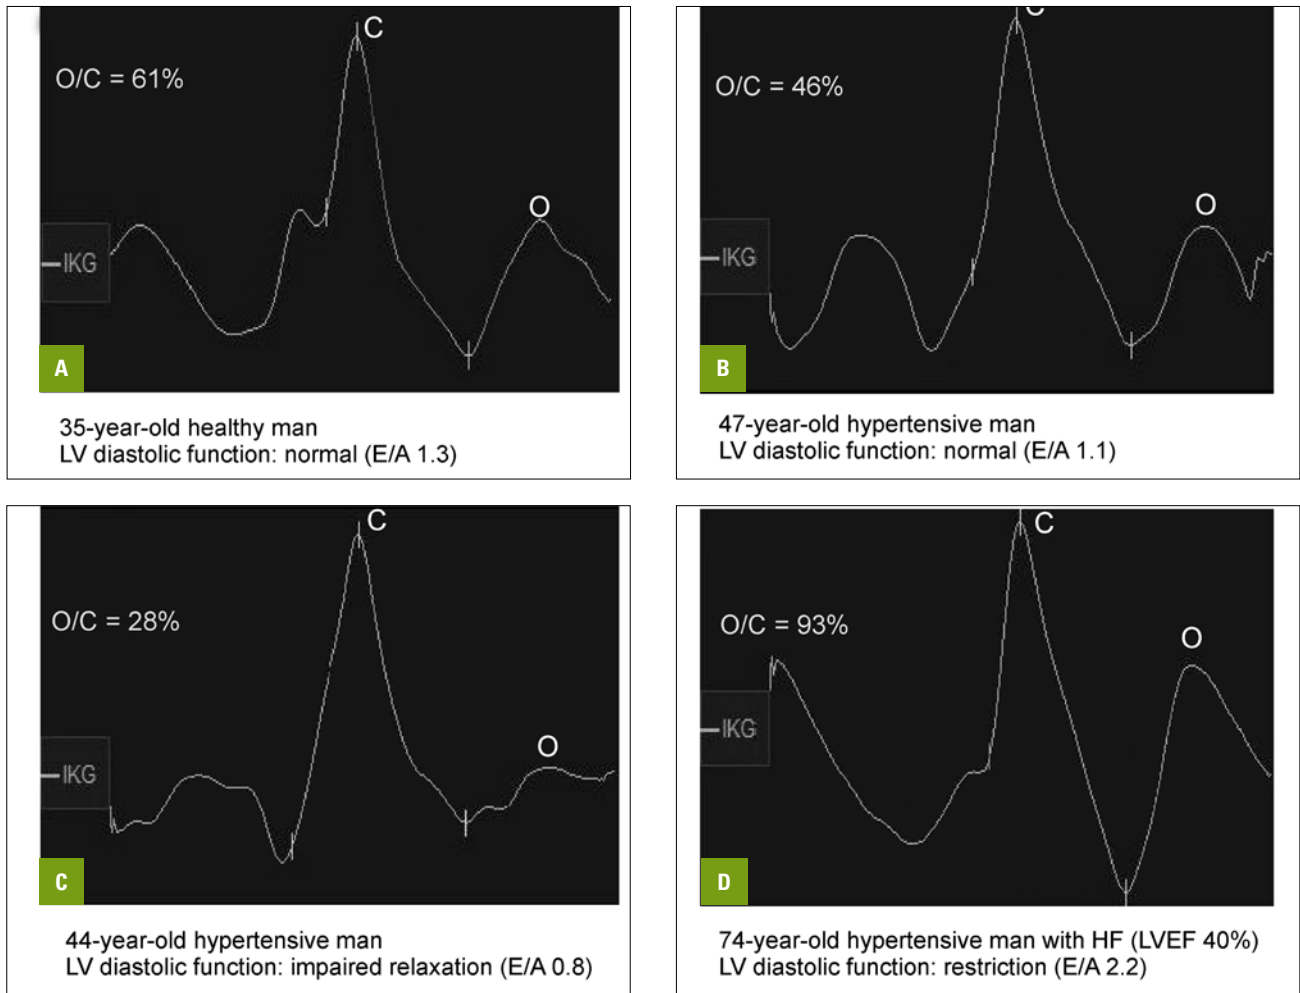 C
O/C = 61%
O
IKG
A
35-year-old healthy man
LV diastolic function: normal (E/A 1.3)
C
O/C = 46%
O
IKG
B
47-year-old hypertensive man
LV diastolic function: normal (E/A 1.1)
C
O/C = 28%
O
IKG
C
44-year-old hypertensive man
LV diastolic function: impaired relaxation (E/A 0.8)
C
O/C = 93%
O
IKG
D
74-year-old hypertensive man with HF (LVEF 40%)
LV diastolic function: restriction (E/A 2.2)